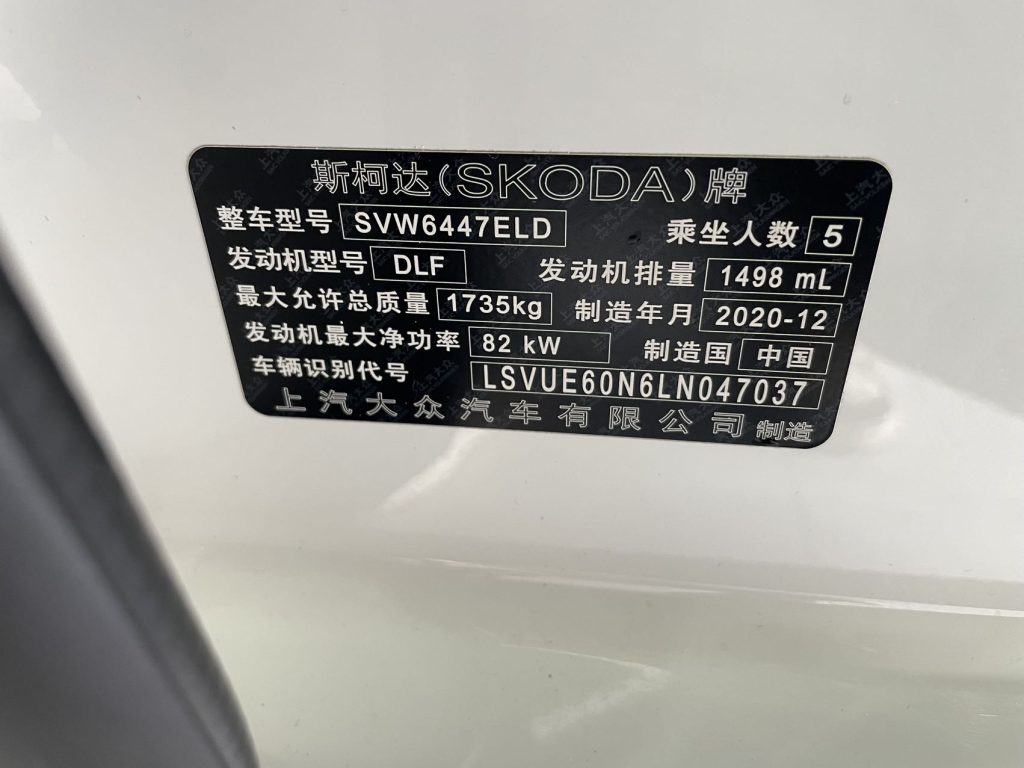 斯柯达(SKODA)牌
整车型号 SVW6447ELD 乘坐人数 5
发动机型号 DLF 发动机排量 1498 mL
最大允许总质量 1735kg 制造年月 2020-12
发动机最大净功率 82 kW 制造国 中国
车辆识别代号 LSVUE60N6LN047037
上汽大众汽车有限公司 制造